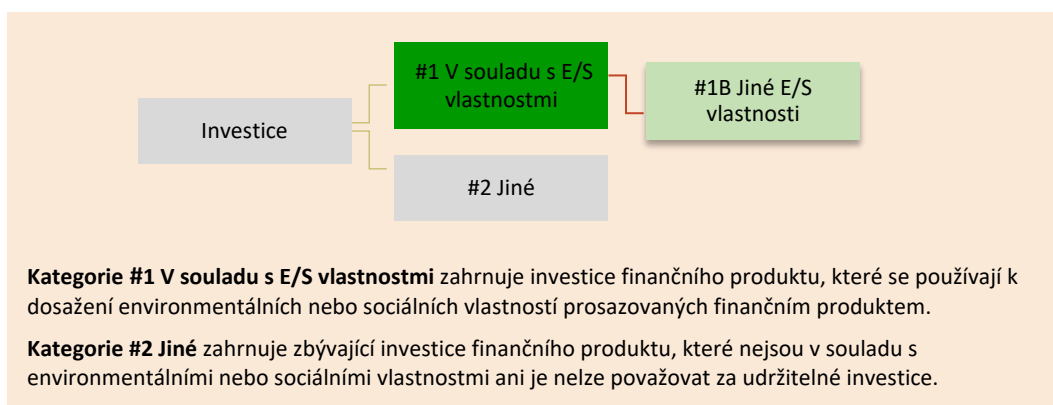 #1 V souladu s E/S
vlastnostmi
#1B Jiné E/S
vlastnosti
Investice
#2 Jiné
Kategorie #1 V souladu s E/S vlastnostmi zahrnuje investice finančního produktu, které se používají k
dosažení environmentálních nebo sociálních vlastností prosazovaných finančním produktem.
Kategorie #2 Jiné zahrnuje zbývající investice finančního produktu, které nejsou v souladu s
environmentálními nebo sociálními vlastnostmi ani je nelze považovat za udržitelné investice.